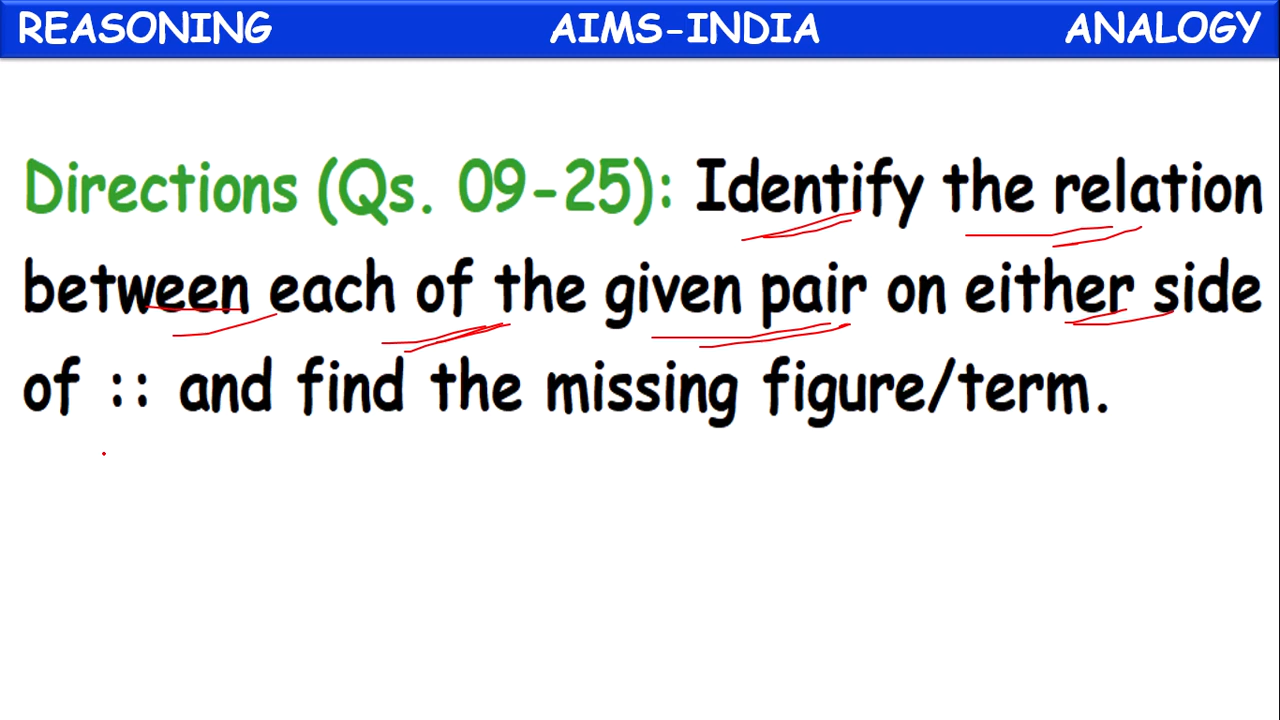 REASONING AIMS-INDIA ANALOGY
Directions (Qs. 09-25): Identify the relation
between each of the given pair on either side
of :: and find the missing figure/term.